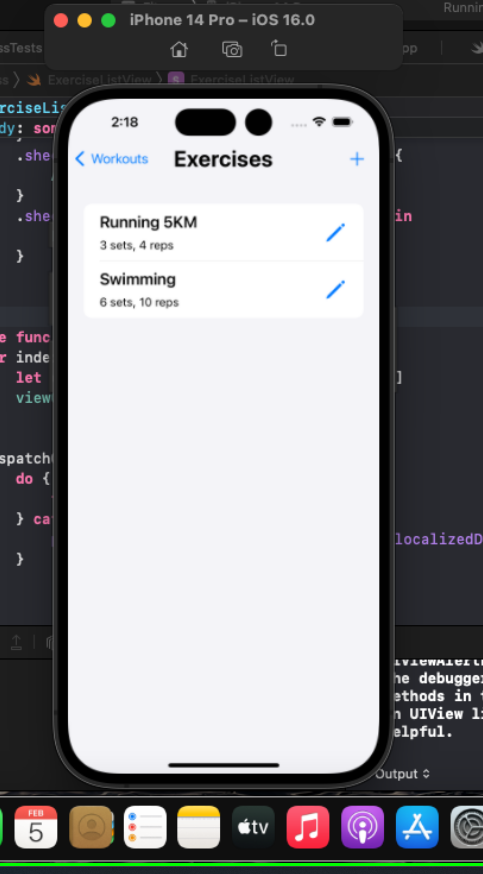 iPhone 14 Pro – iOS 16.0
Runnin
ssTests
pp
ExerciseListView
S
ExerciseListView
rciseLis
dy: som
.she
{
}
.she
in
}
e func
r inde
let
]
view
spatch
do {
} ca
localizedD
}
2:18
Workouts
Exercises
+
Running 5KM
3 sets, 4 reps
Swimming
6 sets, 10 reps
he debugger
ethods in
n UIView li
elpful.
Output
FEB
5
tv